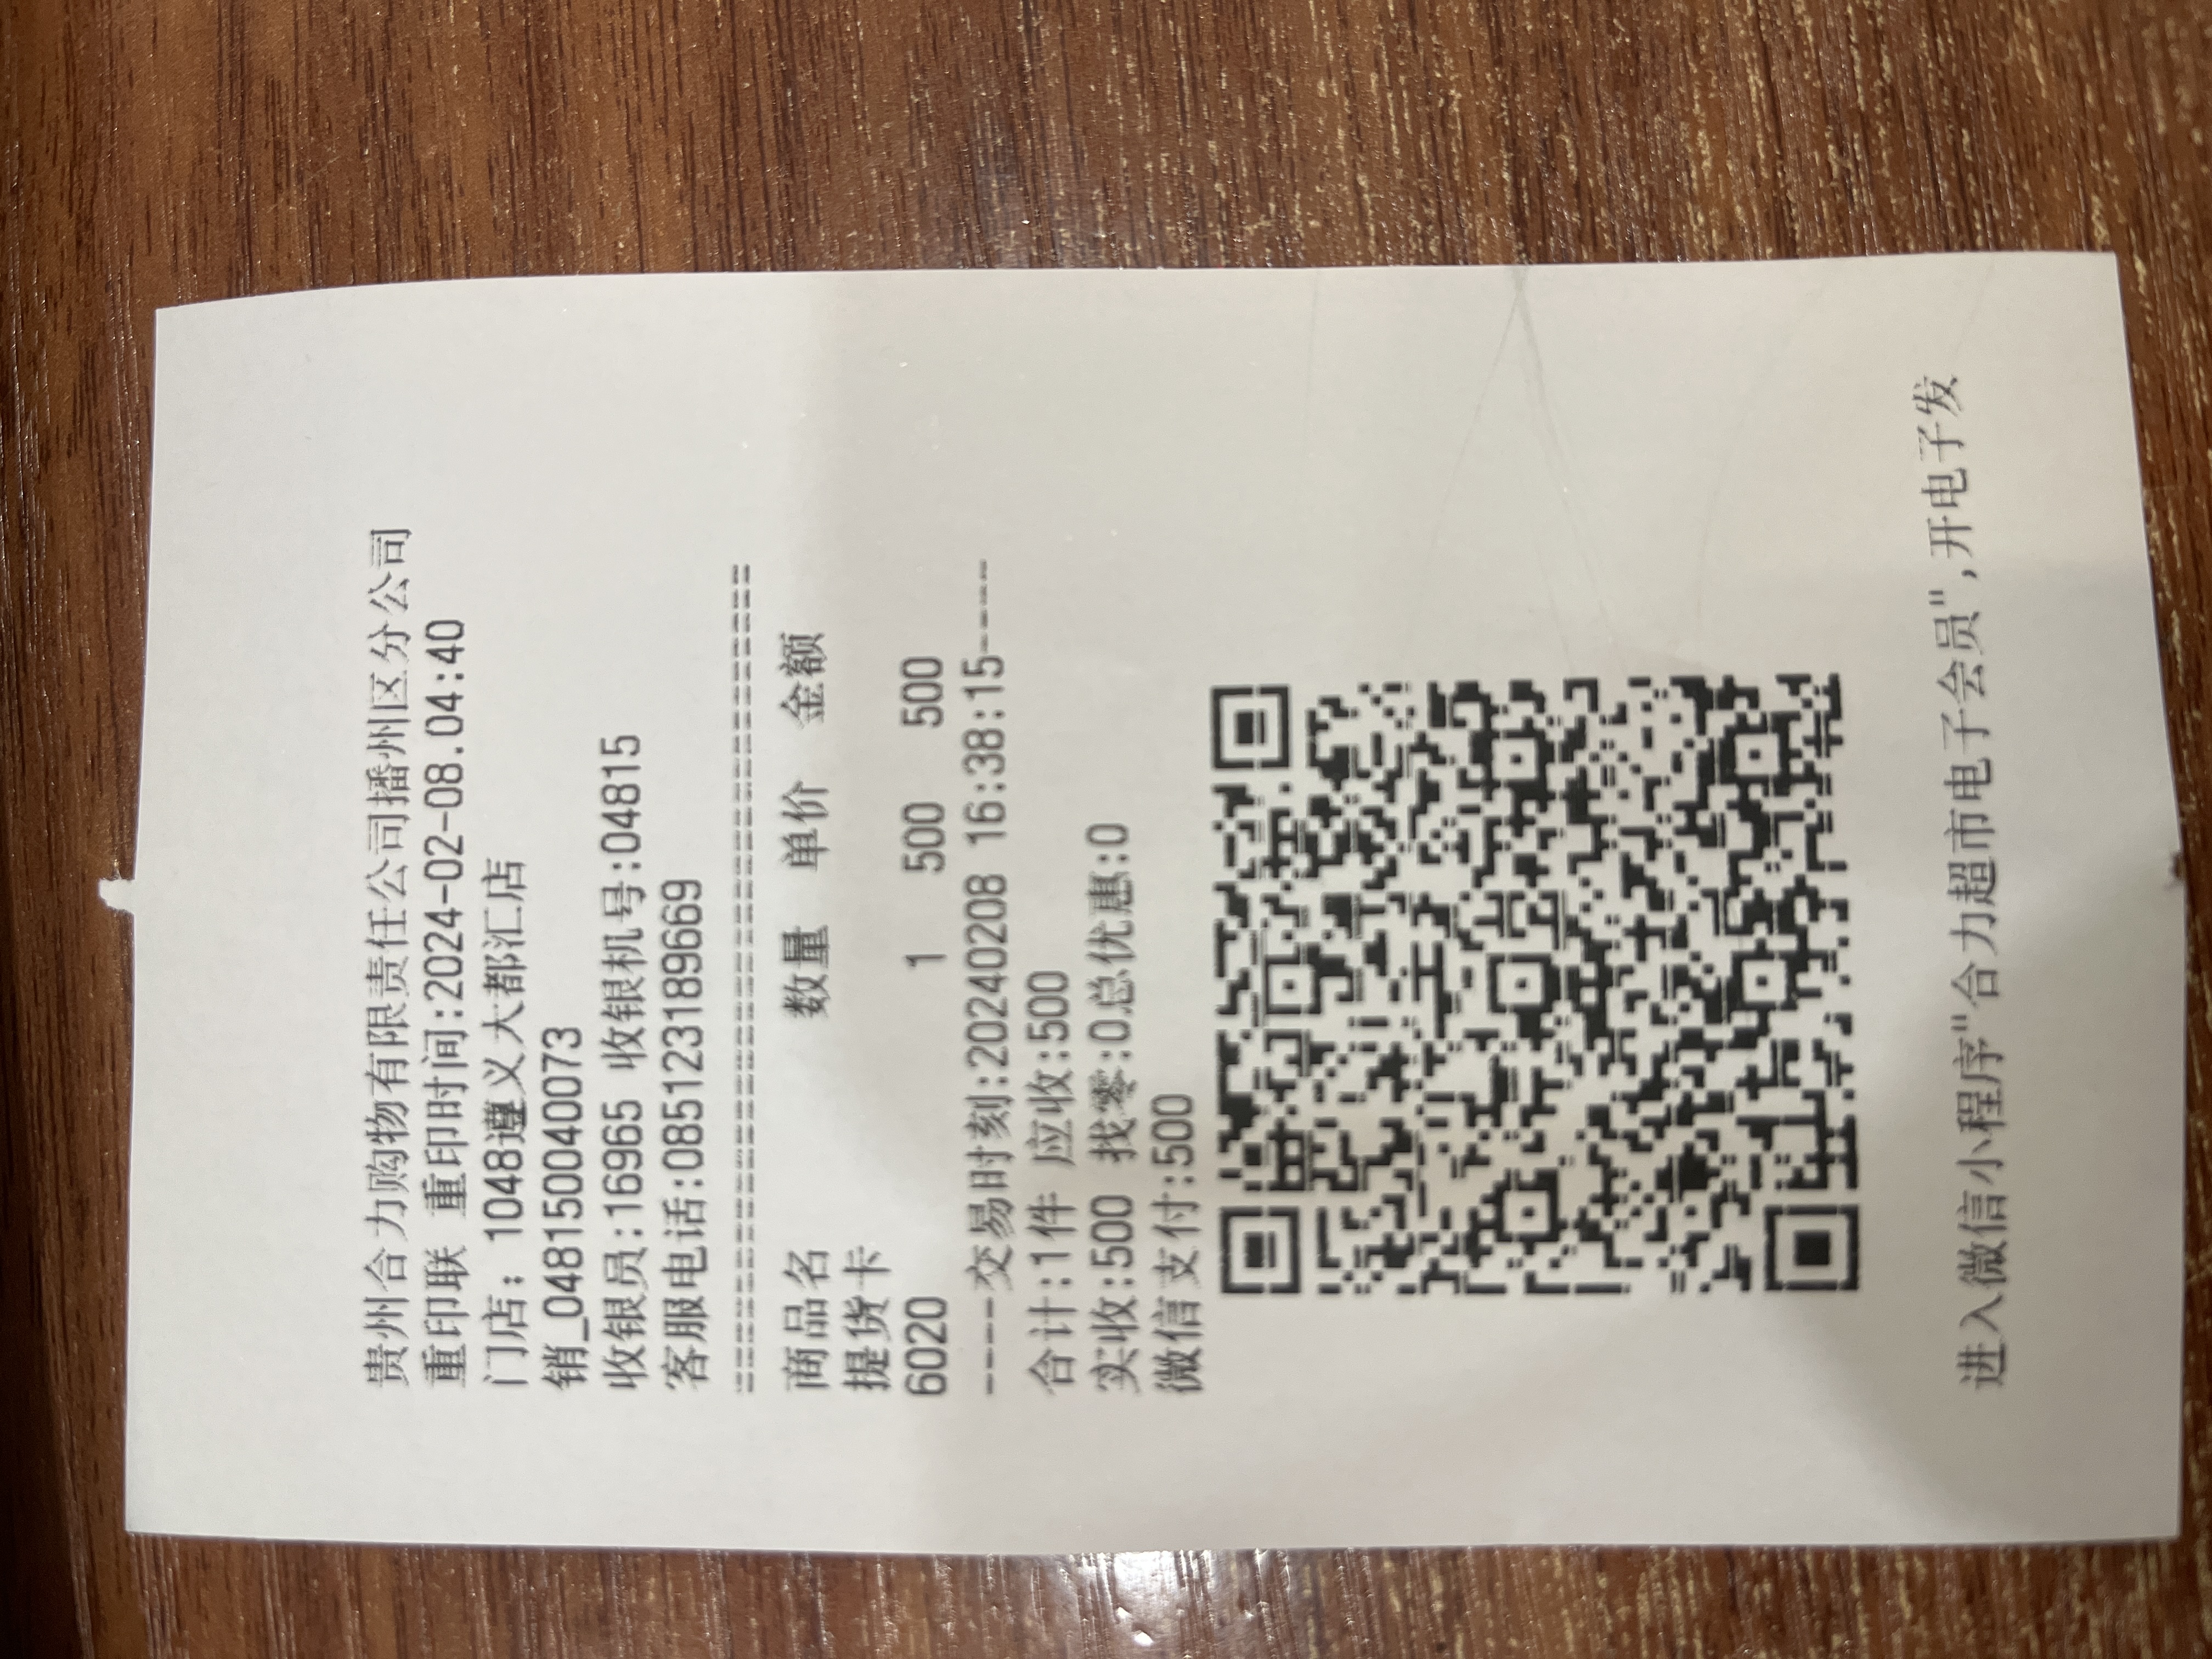 贵州合力购物有限责任公司播州区分公司
重印联 重印时间:2024-02-08.04:40
门店: 1048遵义大都汇店
销_048150040073
收银员:16965 收银机号:04815
客服电话:085123189669
================================
商品名 数量 单价 金额
提货卡
6020 1 500 500
----交易时刻:20240208 16:38:15----
合计:1件 应收:500
实收:500 找零:0总优惠:0
微信支付:500
进入微信小程序"合力超市电子会员",开电子发